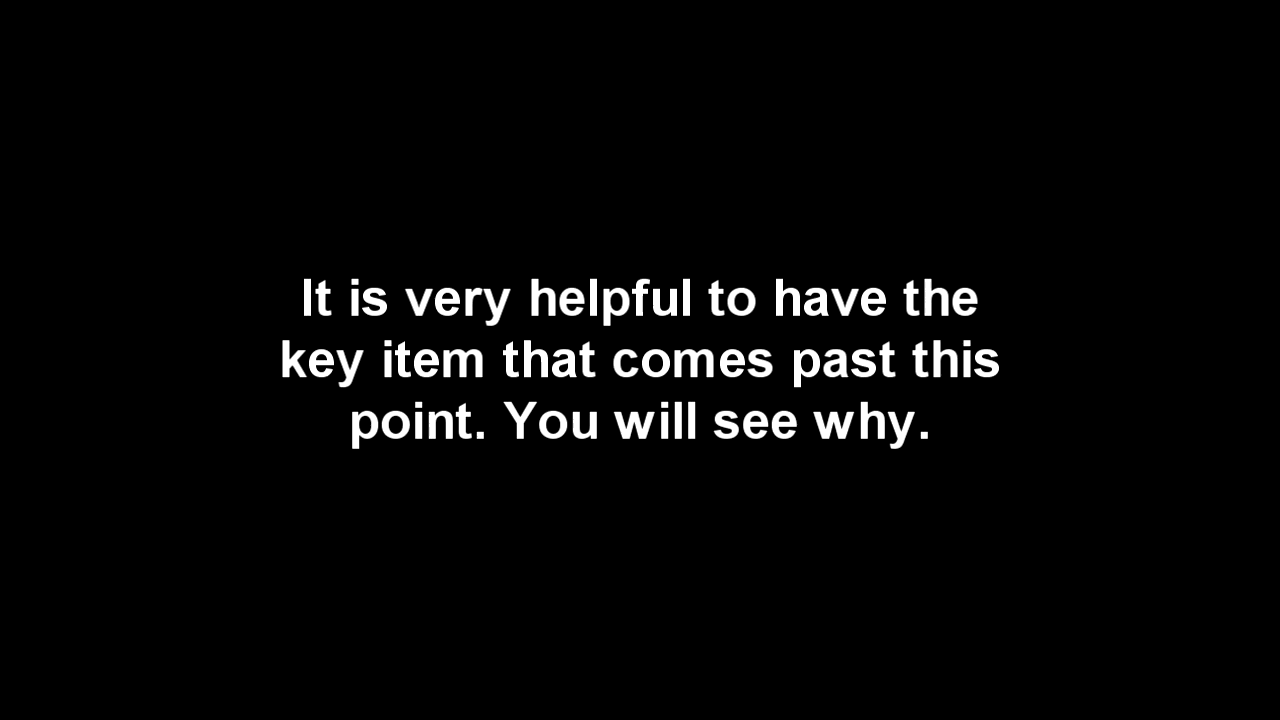 It is very helpful to have the
key item that comes past this
point. You will see why.